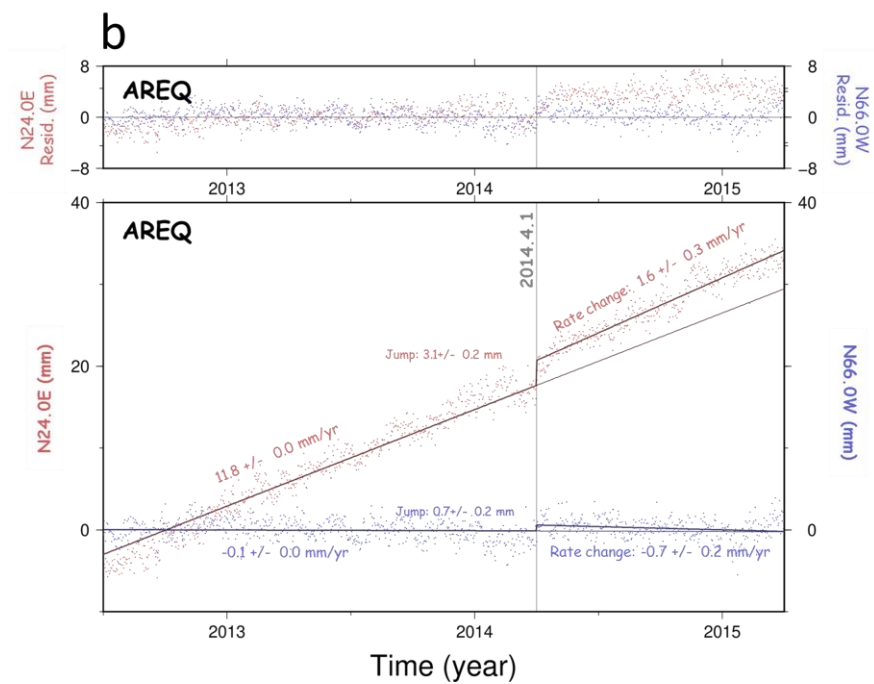 b
8
0
-8
N24.0E
Resid. (mm)
AREQ
8
0
-8
N66.0W
Resid. (mm)
2013
2014
2015
40
20
0
N24.0E (mm)
AREQ
2014.4.1
Rate change: 1.6 +/- 0.3 mm/yr
Jump: 3.1+/- 0.2 mm
11.8 +/- 0.0 mm/yr
Jump: 0.7+/- 0.2 mm
-0.1 +/- 0.0 mm/yr
Rate change: -0.7 +/- 0.2 mm/yr
40
0
N66.0W (mm)
2013
2014
2015
Time (year)